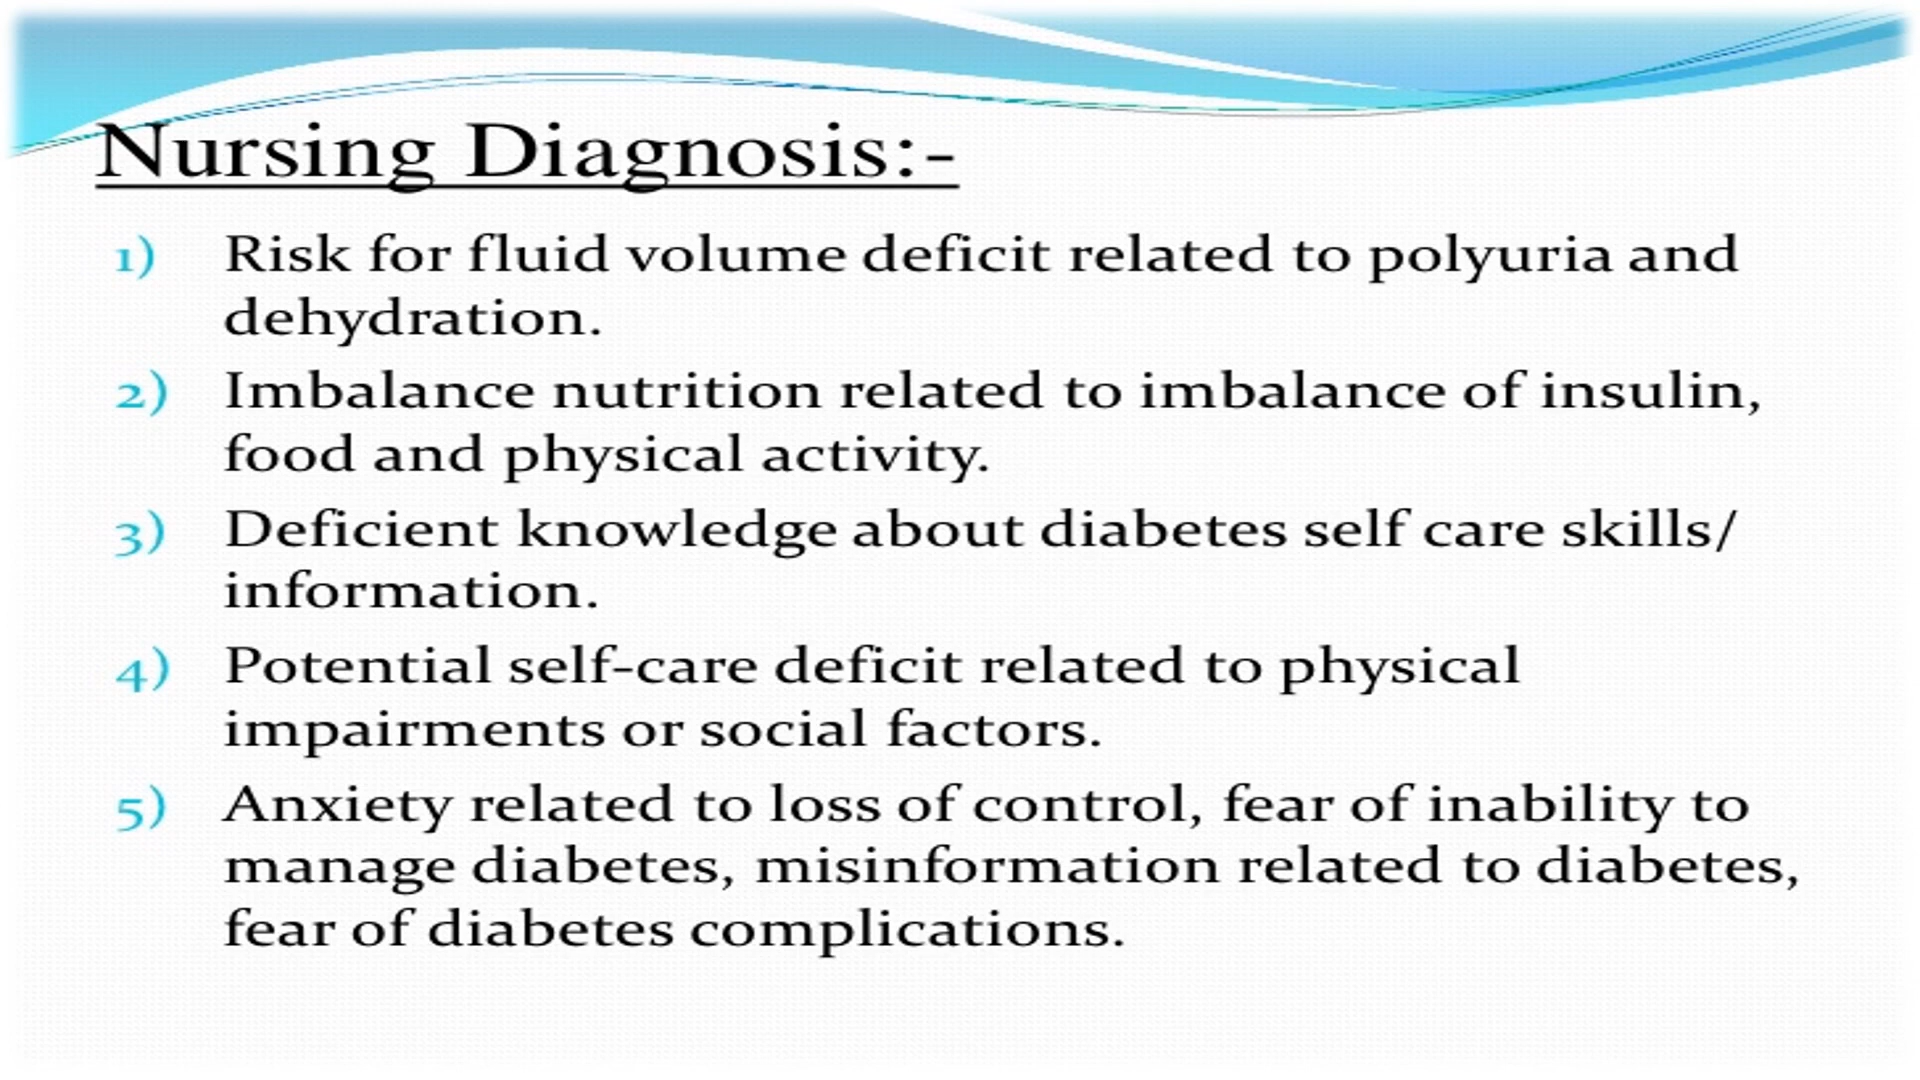 Nursing Diagnosis:-
1) Risk for fluid volume deficit related to polyuria and
dehydration.
2) Imbalance nutrition related to imbalance of insulin,
food and physical activity.
3) Deficient knowledge about diabetes self care skills/
information.
4) Potential self-care deficit related to physical
impairments or social factors.
5) Anxiety related to loss of control, fear of inability to
manage diabetes, misinformation related to diabetes,
fear of diabetes complications.